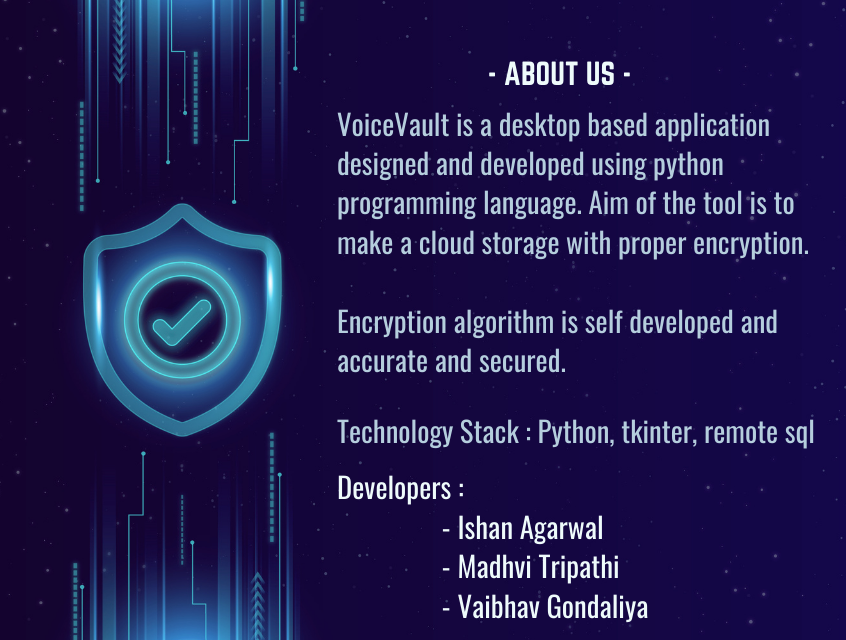 - ABOUT US -
VoiceVault is a desktop based application
designed and developed using python
programming language. Aim of the tool is to
make a cloud storage with proper encryption.
Encryption algorithm is self developed and
accurate and secured.
Technology Stack : Python, tkinter, remote sql
Developers :
- Ishan Agarwal
- Madhvi Tripathi
- Vaibhav Gondaliya